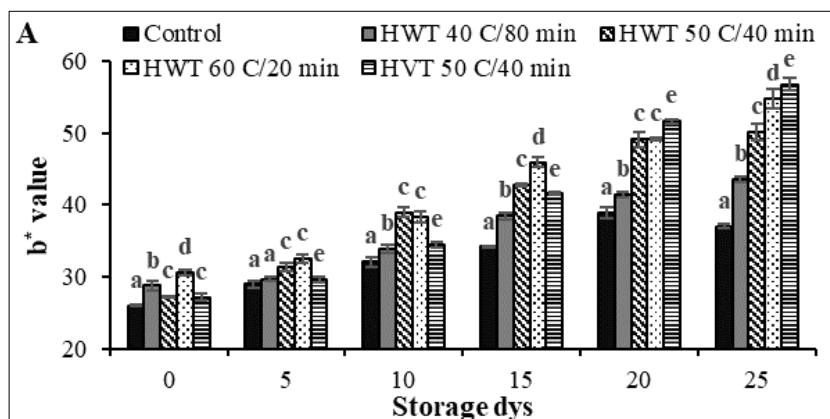 A
Control HWT 40 C/80 min HWT 50 C/40 min
HWT 60 C/20 min HVT 50 C/40 min
60
50
40
30
20
b* value
a b c d c
a a c c e
a b c c e
a b c d e
a b c c e
a b c d e
0 5 10 15 20 25
Storage dys